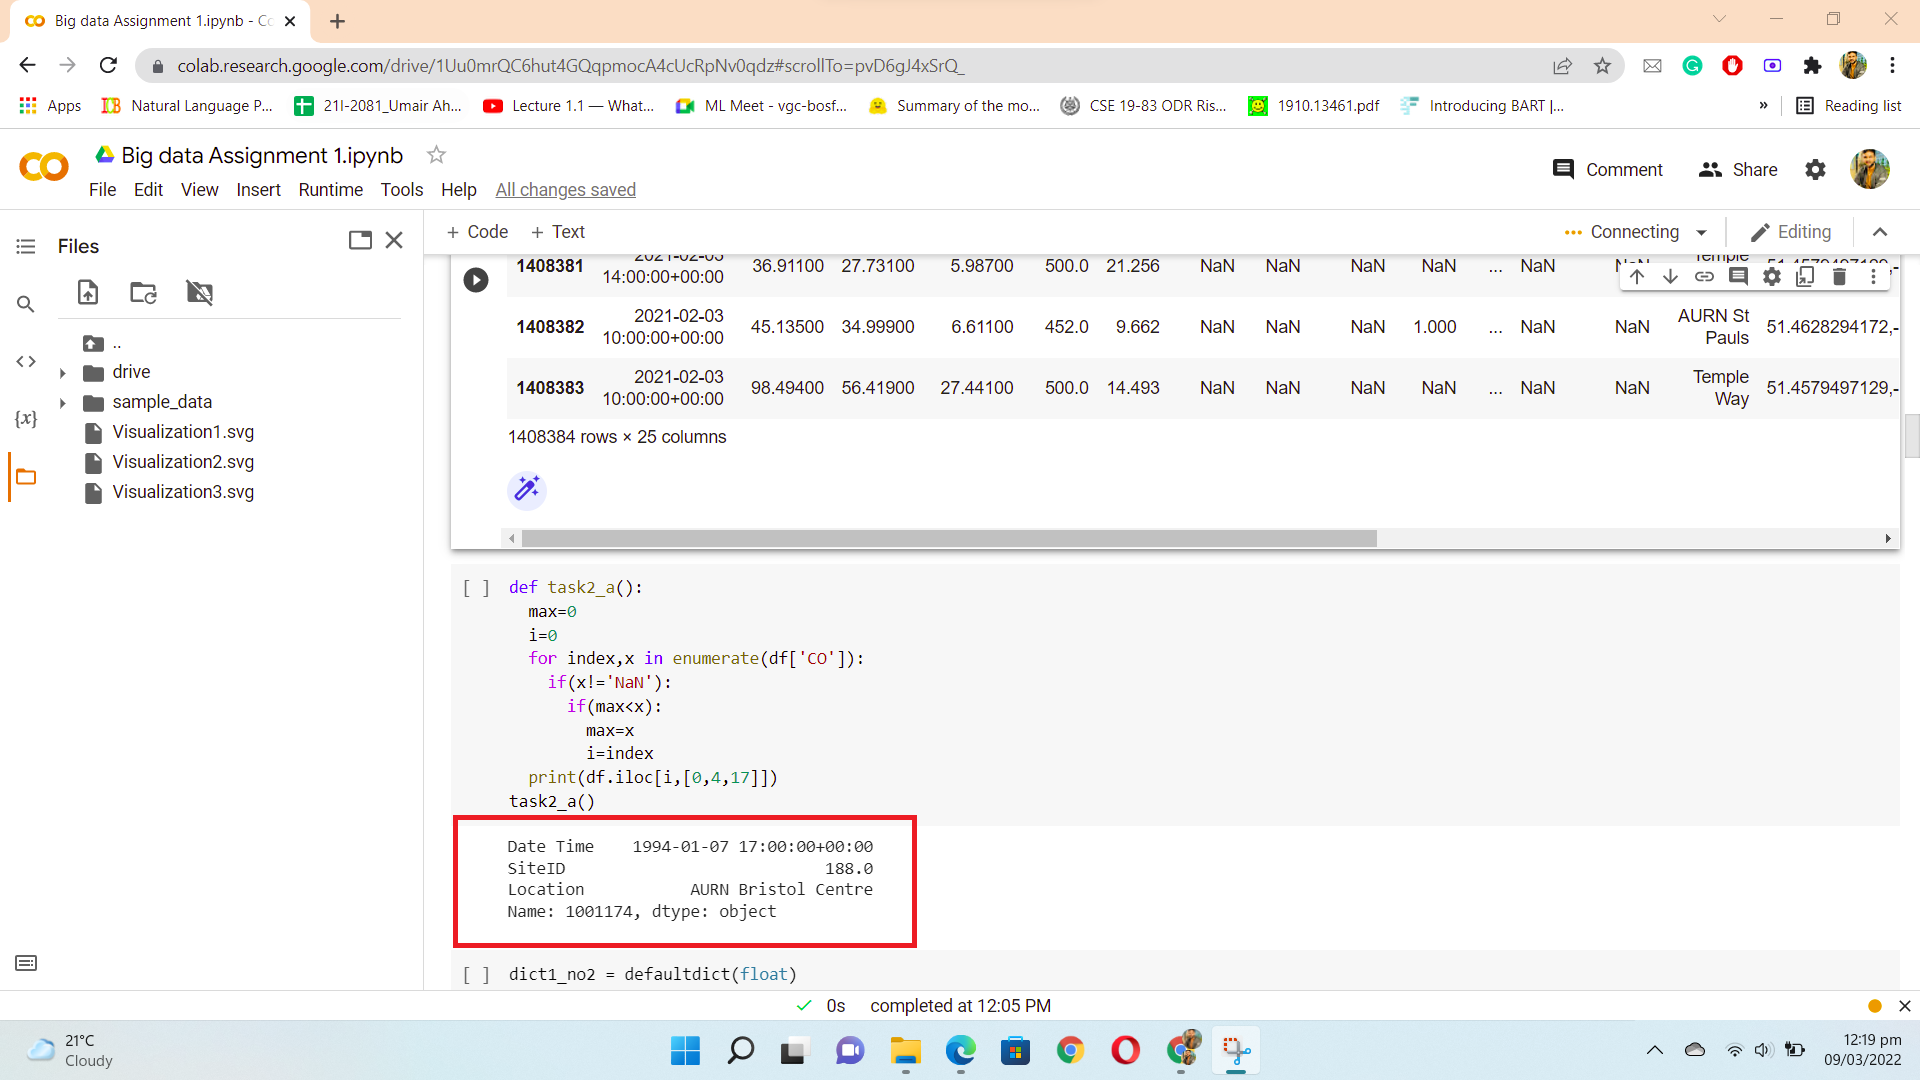 Big data Assignment 1.ipynb - Co
colab.research.google.com/drive/1Uu0mrQC6hut4GQqpmocA4cUcRpNv0qdz#scrollTo=pvD6gJ4xSrQ_
Apps Natural Language P... 21I-2081_Umair Ah... Lecture 1.1 — What... ML Meet - vgc-bosf... Summary of the mo... CSE 19-83 ODR Ris... 1910.13461.pdf Introducing BART |... » Reading list
Big data Assignment 1.ipynb
Comment Share
File Edit View Insert Runtime Tools Help All changes saved
Files
+ Code + Text Connecting Editing
..
drive
sample_data
Visualization1.svg
Visualization2.svg
Visualization3.svg
{x}
2021-02-03 Temple
1408381 14:00:00+00:00 36.91100 27.73100 5.98700 500.0 21.256 NaN NaN NaN NaN ... NaN NaN 51.4579497129,-
1408382 2021-02-03 10:00:00+00:00 45.13500 34.99900 6.61100 452.0 9.662 NaN NaN NaN 1.000 ... NaN NaN AURN St Pauls 51.4628294172,-
1408383 2021-02-03 10:00:00+00:00 98.49400 56.41900 27.44100 500.0 14.493 NaN NaN NaN NaN ... NaN NaN Temple Way 51.4579497129,-
1408384 rows × 25 columns
[ ] def task2_a():
max=0
i=0
for index,x in enumerate(df['CO']):
if(x!='NaN'):
if(max<x):
max=x
i=index
print(df.iloc[i,[0,4,17]])
task2_a()
Date Time 1994-01-07 17:00:00+00:00
SiteID 188.0
Location AURN Bristol Centre
Name: 1001174, dtype: object
[ ] dict1_no2 = defaultdict(float)
0s completed at 12:05 PM
21°C
Cloudy
12:19 pm
09/03/2022